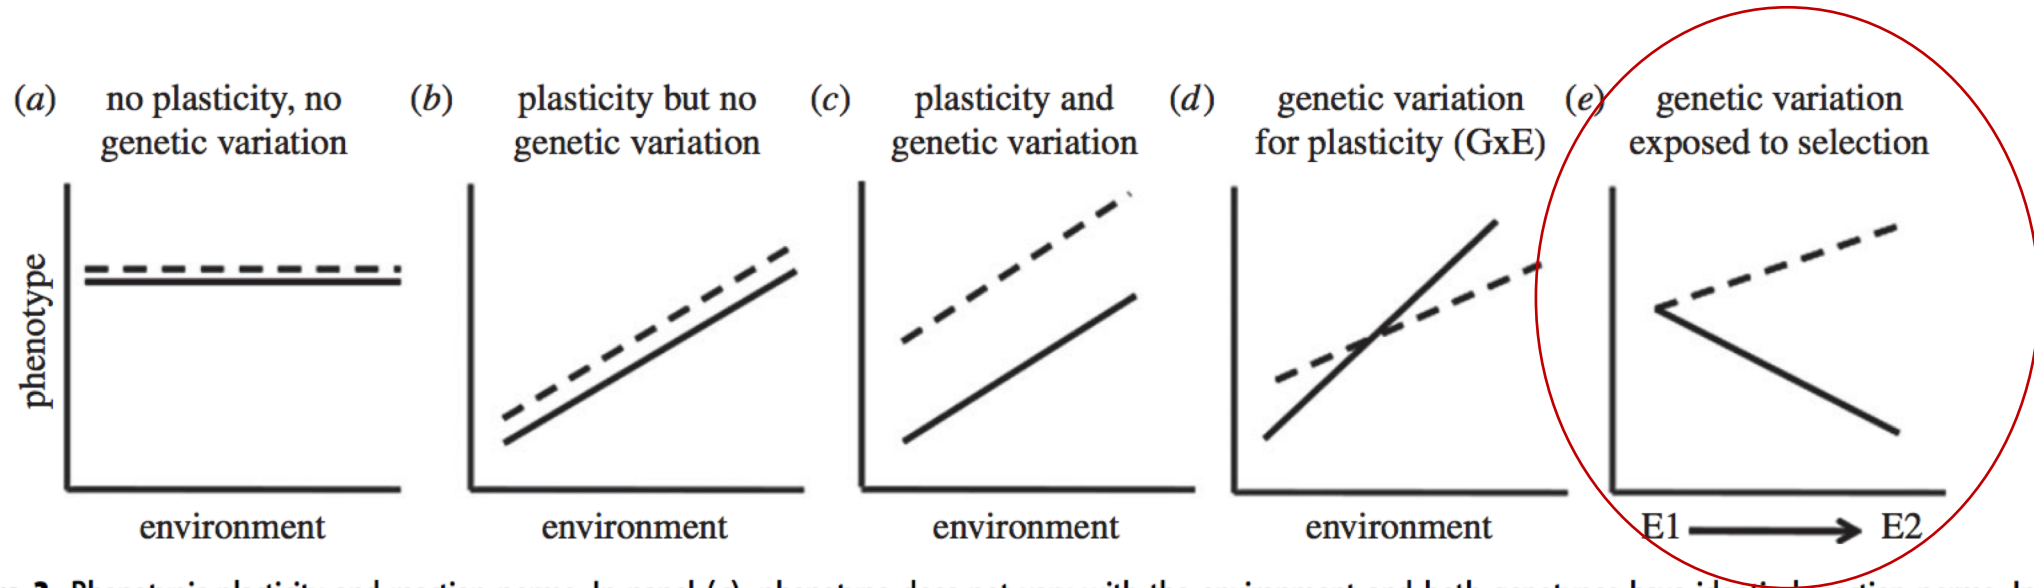 (a) no plasticity, no
genetic variation
(b) plasticity but no
genetic variation
(c) plasticity and
genetic variation
(d) genetic variation
for plasticity (GxE)
(e) genetic variation
exposed to selection
phenotype
environment
environment
environment
environment
E1 E2